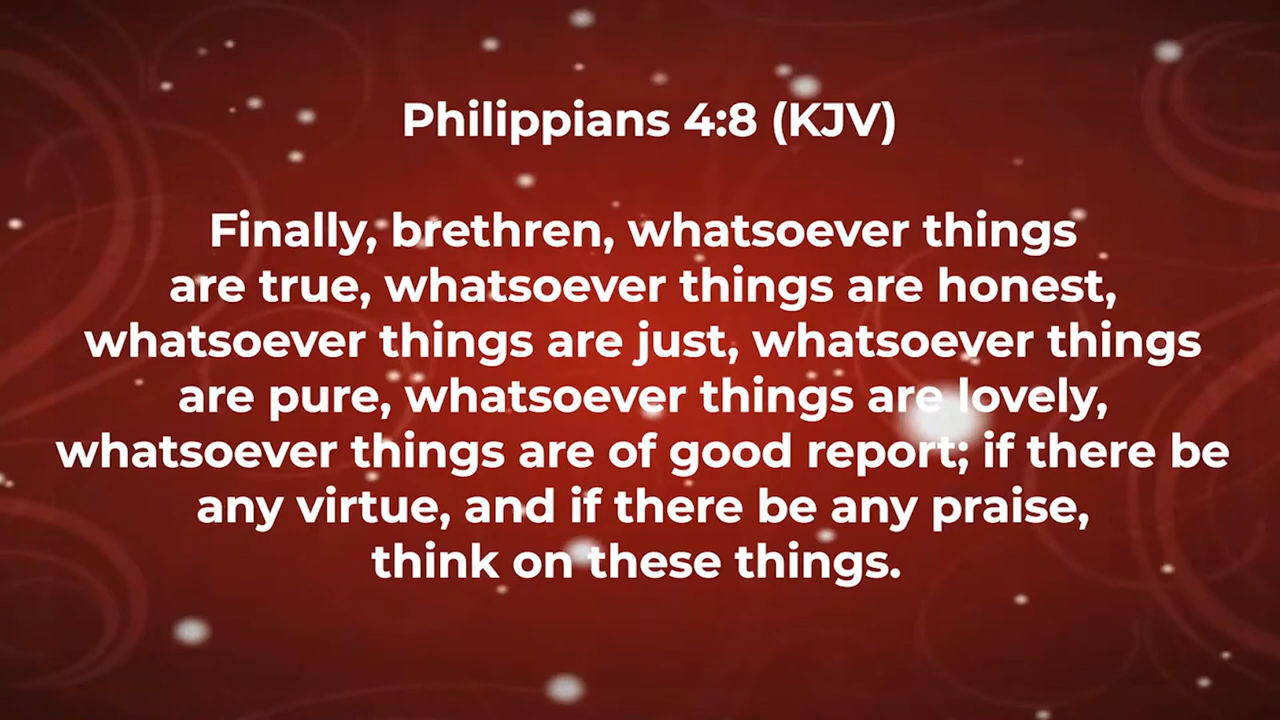 Philippians 4:8 (KJV)
Finally, brethren, whatsoever things
are true, whatsoever things are honest,
whatsoever things are just, whatsoever things
are pure, whatsoever things are lovely,
whatsoever things are of good report; if there be
any virtue, and if there be any praise,
think on these things.